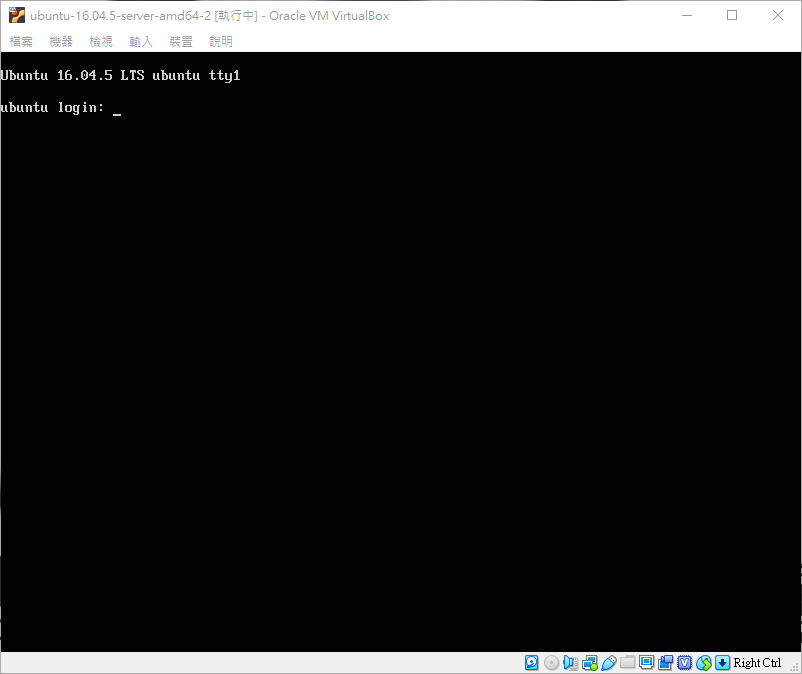 ubuntu-16.04.5-server-amd64-2 [執行中] - Oracle VM VirtualBox
檔案 機器 檢視 輸入 裝置 說明
Ubuntu 16.04.5 LTS ubuntu tty1
ubuntu login: _
Right Ctrl